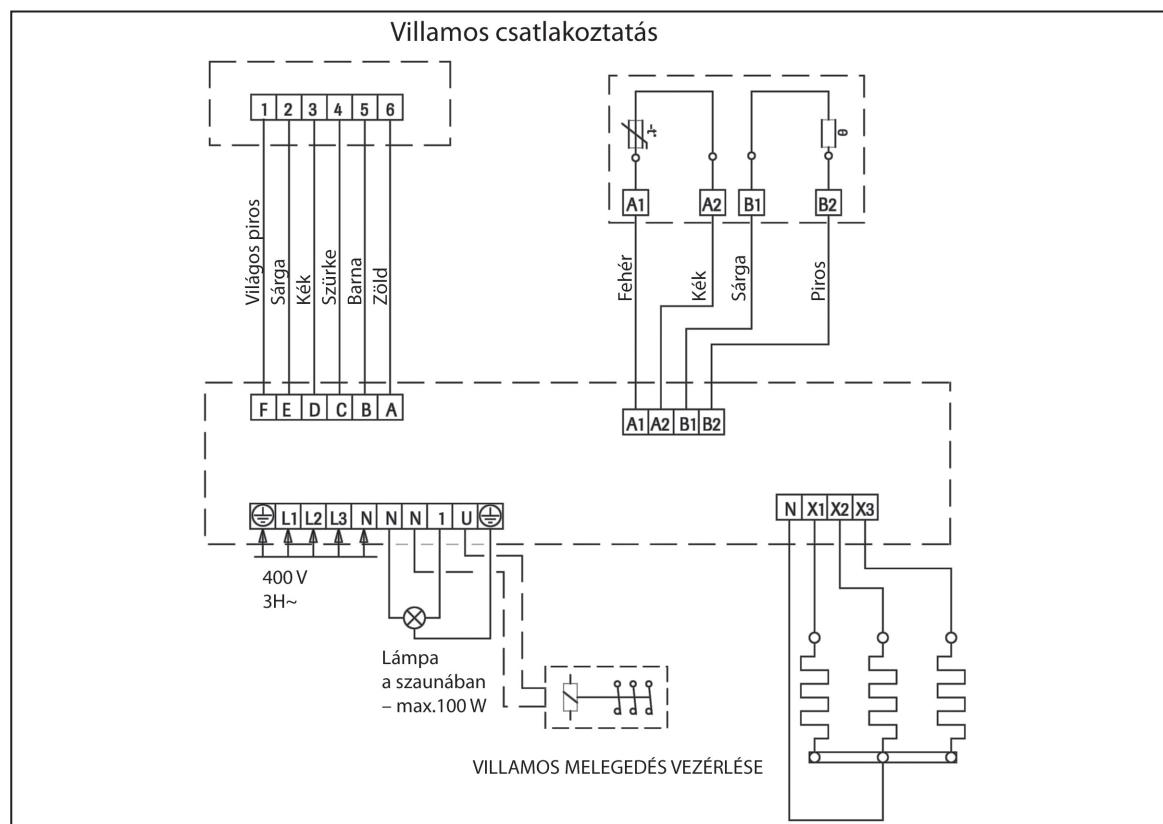 Villamos csatlakoztatás
1 2 3 4 5 6
-t°
θ
A1 A2 B1 B2
Világos piros
Sárga
Kék
Szürke
Barna
Zöld
Fehér
Kék
Sárga
Piros
F E D C B A
A1 A2 B1 B2
L1 L2 L3 N N N 1 U
N X1 X2 X3
400 V
3H~
Lámpa
a szaunában
– max.100 W
VILLAMOS MELEGEDÉS VEZÉRLÉSE